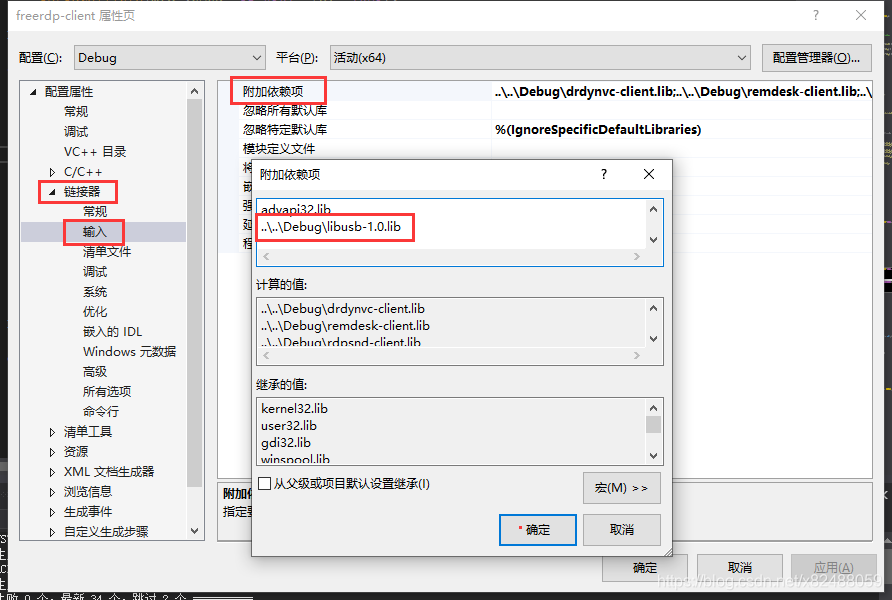 freerdp-client 属性页
配置(C):
Debug
平台(P):
活动(x64)
配置管理器(O)...
配置属性
常规
调试
VC++ 目录
C/C++
链接器
常规
输入
清单文件
调试
系统
优化
嵌入的 IDL
Windows 元数据
高级
所有选项
命令行
清单工具
资源
XML 文档生成器
浏览信息
生成事件
自定义生成步骤
附加依赖项
..\..\Debug\drdynvc-client.lib;..\..\Debug\remdesk-client.lib;..\
忽略所有默认库
忽略特定默认库
%(IgnoreSpecificDefaultLibraries)
模块定义文件
附加依赖项
advapi32.lib
..\..\Debug\libusb-1.0.lib
计算的值:
..\..\Debug\drdynvc-client.lib
..\..\Debug\remdesk-client.lib
..\..\Debug\rdpsnd-client.lib
继承的值:
kernel32.lib
user32.lib
gdi32.lib
winspool.lib
从父级或项目默认设置继承(I)
宏(M) >>
确定
取消
附加依
指定要
确定
取消
应用(A)
https://blog.csdn.net/x82488059